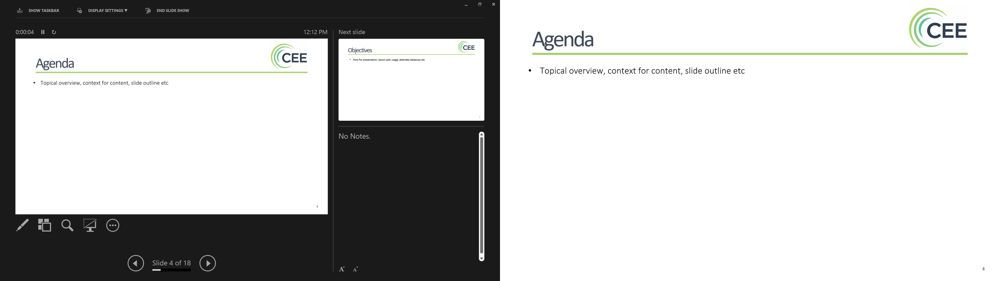 SHOW TASKBAR
DISPLAY SETTINGS ▼
END SLIDE SHOW
0:00:04
12:12 PM
CEE
Agenda
• Topical overview, context for content, slide outline etc
4
Slide 4 of 18
Next slide
CEE
Objectives
• Aims for presentation, lesson plan usage, attendee takeaway etc
No Notes.
A A
CEE
Agenda
• Topical overview, context for content, slide outline etc
4